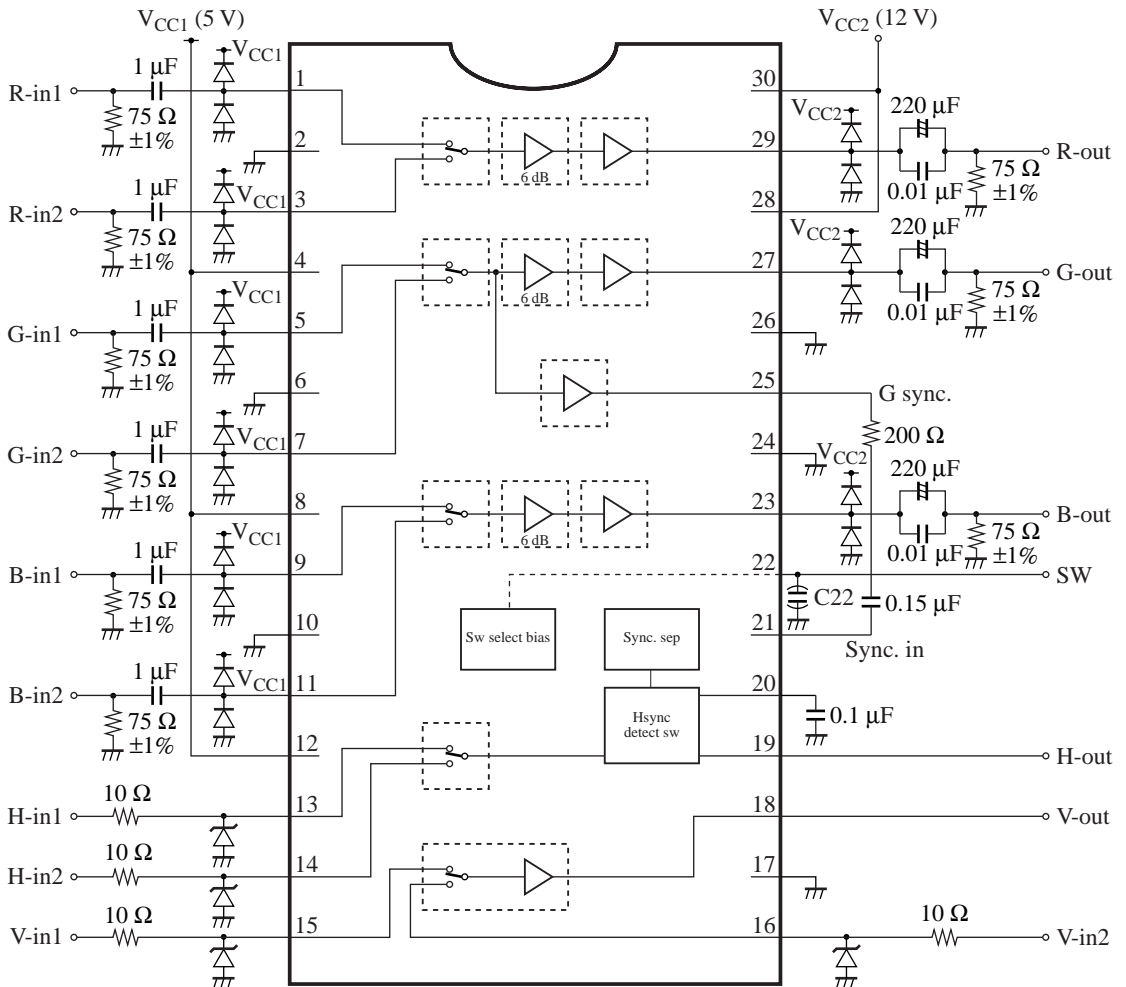 VCC1 (5 V)
VCC2 (12 V)
R-in1
1 μF
75 Ω
±1%
VCC1
1
2
R-in2
1 μF
75 Ω
±1%
VCC1
3
4
G-in1
1 μF
75 Ω
±1%
VCC1
5
6
G-in2
1 μF
75 Ω
±1%
VCC1
7
8
B-in1
1 μF
75 Ω
±1%
VCC1
9
10
B-in2
1 μF
75 Ω
±1%
VCC1
11
12
H-in1
10 Ω
13
H-in2
10 Ω
14
V-in1
10 Ω
15
6 dB
6 dB
6 dB
Sw select bias
Sync. sep
Hsync
detect sw
30
VCC2
220 μF
29
R-out
0.01 μF
75 Ω
±1%
28
VCC2
220 μF
27
G-out
0.01 μF
75 Ω
±1%
26
25
G sync.
200 Ω
24
VCC2
220 μF
23
B-out
0.01 μF
75 Ω
±1%
22
SW
C22
0.15 μF
21
Sync. in
20
0.1 μF
19
H-out
18
V-out
17
16
10 Ω
V-in2